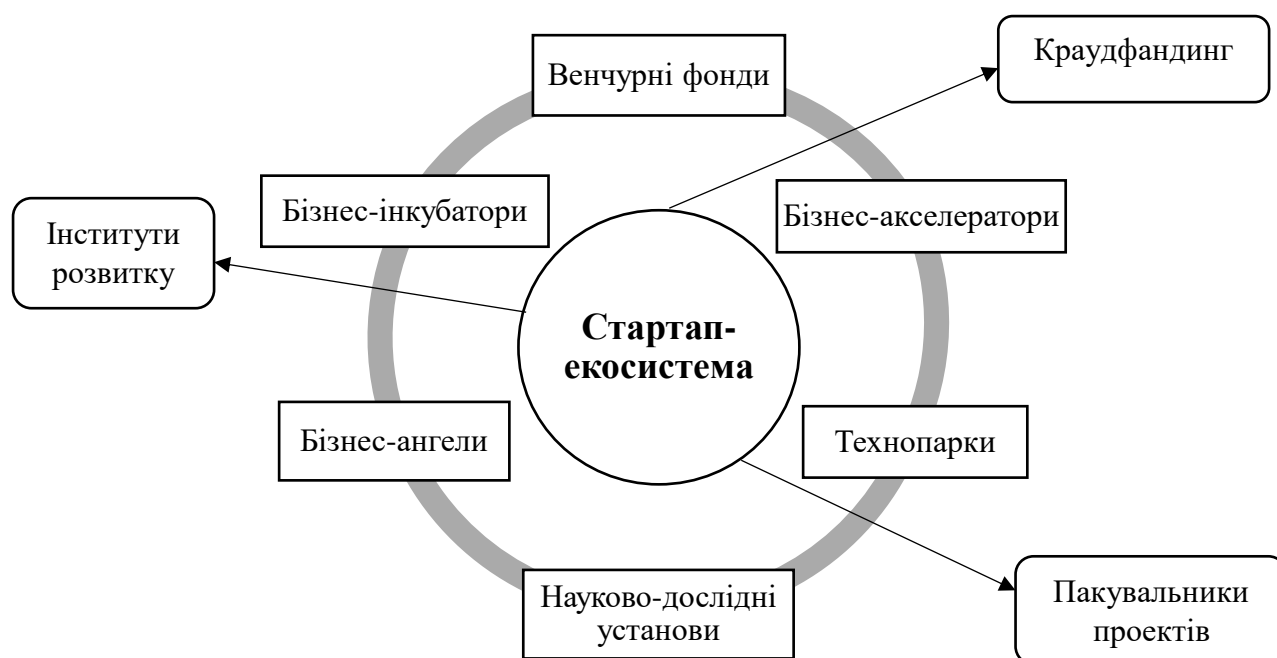 Венчурні фонди
Краудфандинг
Бізнес-інкубатори
Бізнес-акселератори
Інститути
розвитку
Стартап-
екосистема
Бізнес-ангели
Технопарки
Науково-дослідні
установи
Пакувальники
проектів